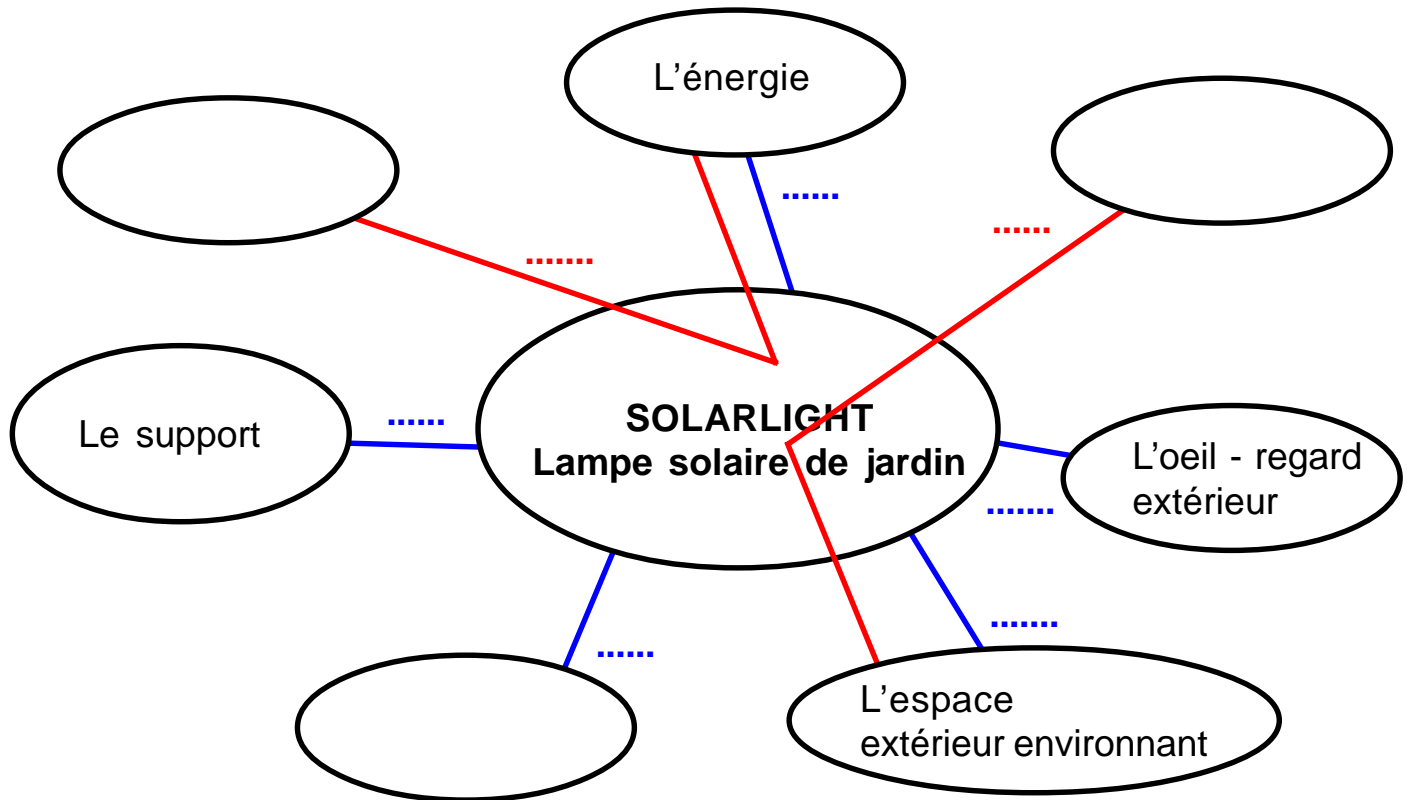 L'énergie
......
......
.......
SOLARLIGHT
Lampe solaire de jardin
Le support
......
L'oeil - regard
extérieur
.......
.......
......
L'espace
extérieur environnant